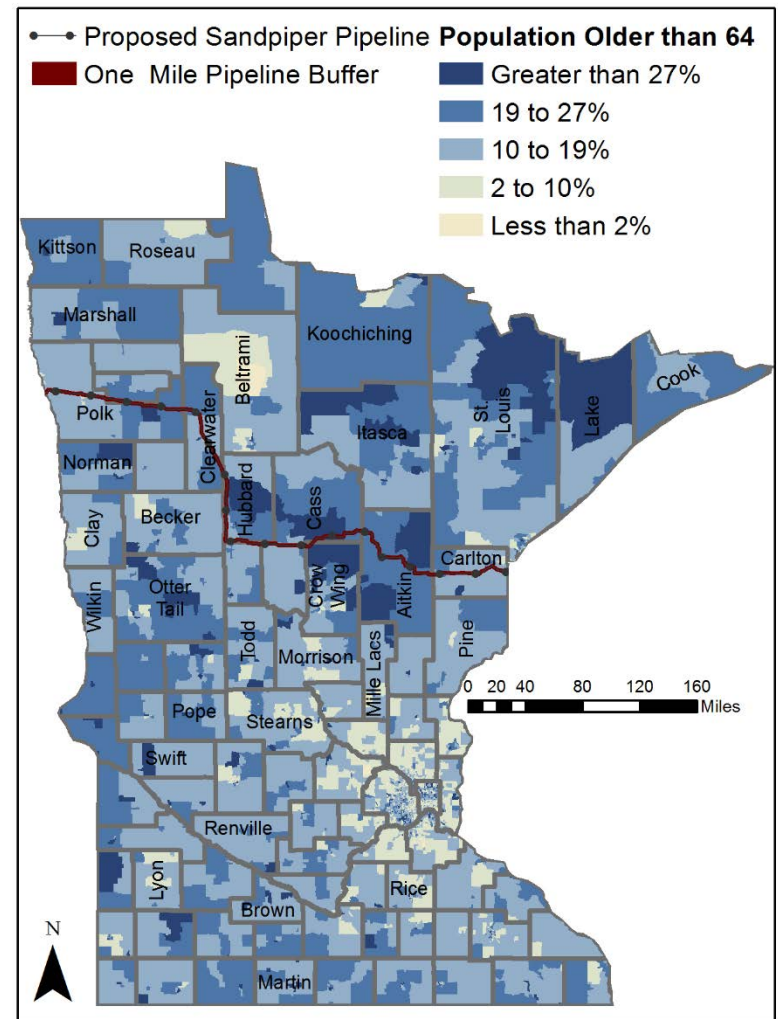 Proposed Sandpiper Pipeline
One Mile Pipeline Buffer
Population Older than 64
Greater than 27%
19 to 27%
10 to 19%
2 to 10%
Less than 2%
Kittson
Roseau
Marshall
Koochiching
Beltrami
Cook
St.
Louis
Lake
Polk
Clearwater
Itasca
Norman
Hubbard
Cass
Clay
Becker
Carlton
Otter
Tail
Crow
Wing
Aitkin
Wilkin
Todd
Morrison
Mille Lacs
Pine
0 20 40 80 120 160
Miles
Pope
Stearns
Swift
Renville
Lyon
Rice
Brown
N
Martin